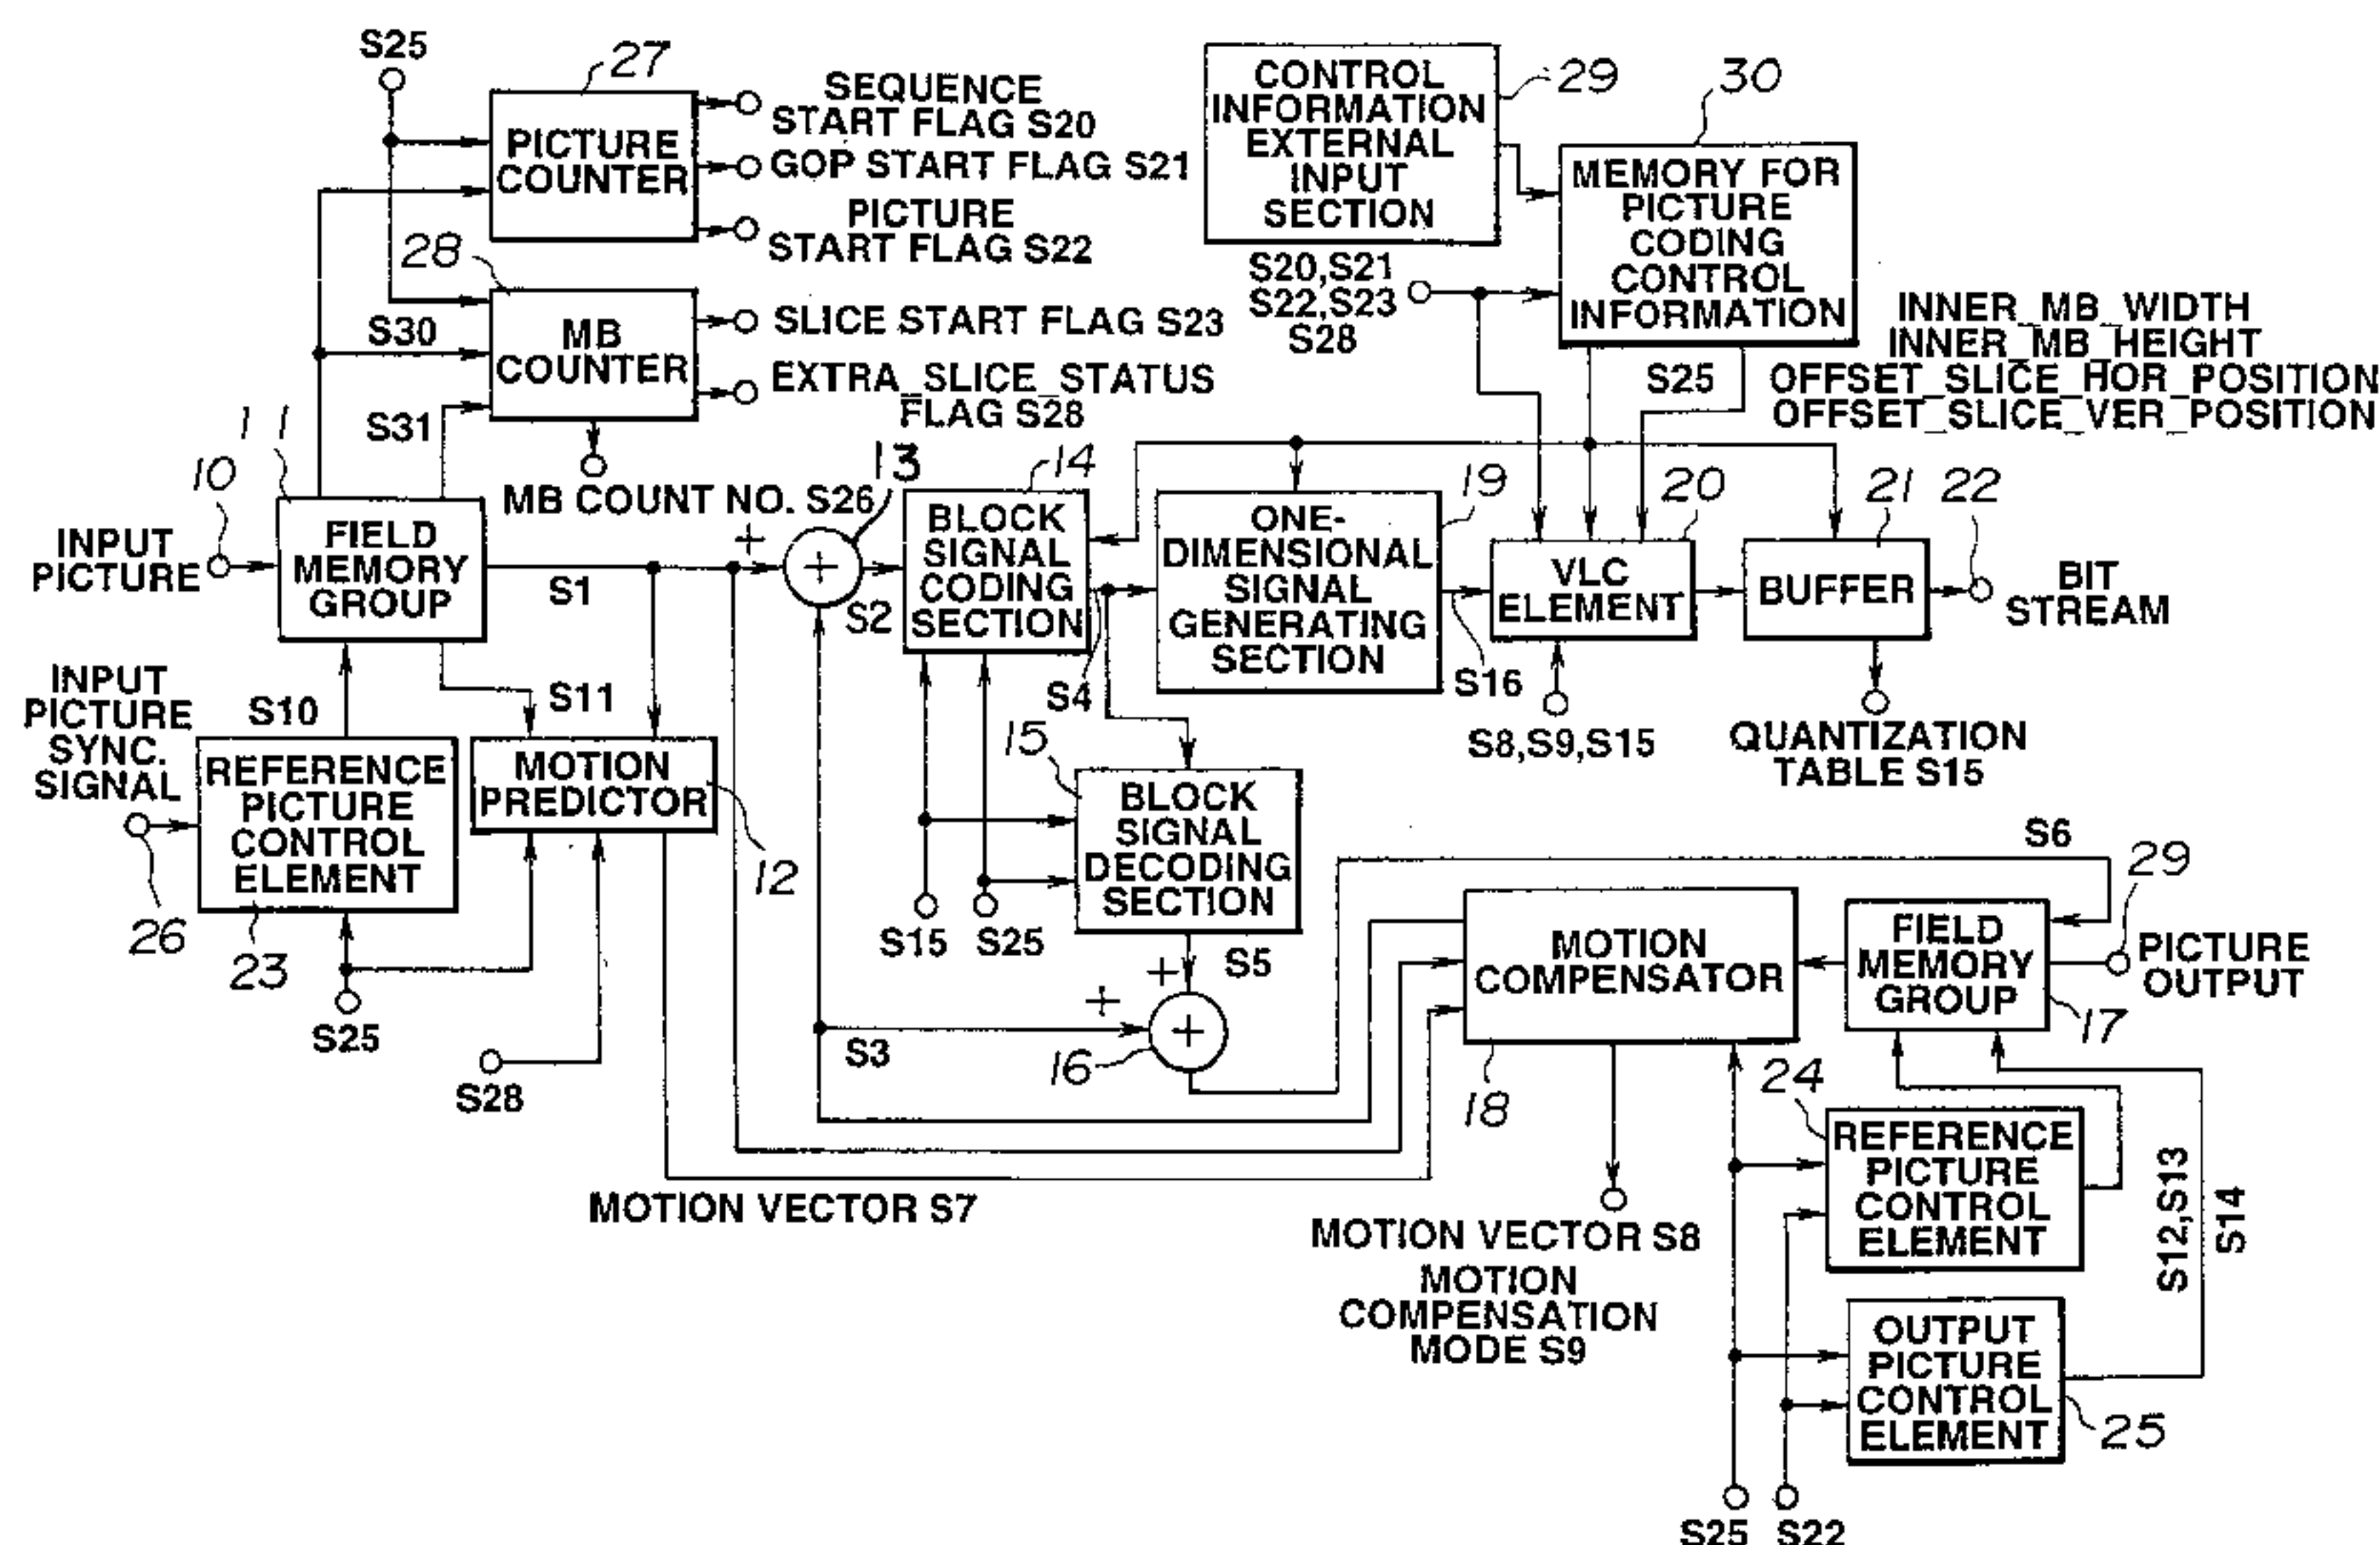 S25
27
PICTURE
COUNTER
SEQUENCE
START FLAG S20
GOP START FLAG S21
PICTURE
START FLAG S22
28
MB
COUNTER
S30
S31
SLICE START FLAG S23
EXTRA_SLICE_STATUS
FLAG S28
MB COUNT NO. S26
CONTROL
INFORMATION
EXTERNAL
INPUT
SECTION
29
30
MEMORY FOR
PICTURE
CODING
CONTROL
INFORMATION
S20,S21
S22,S23
S28
S25
INNER_MB_WIDTH
INNER_MB_HEIGHT
OFFSET_SLICE_HOR_POSITION
OFFSET_SLICE_VER_POSITION
10
11
INPUT
PICTURE
FIELD
MEMORY
GROUP
S1
+
13
+
S2
14
BLOCK
SIGNAL
CODING
SECTION
S4
19
ONE-
DIMENSIONAL
SIGNAL
GENERATING
SECTION
S16
20
VLC
ELEMENT
S8,S9,S15
21
BUFFER
22
BIT
STREAM
QUANTIZATION
TABLE S15
INPUT
PICTURE
SYNC.
SIGNAL
26
S10
S11
REFERENCE
PICTURE
CONTROL
ELEMENT
23
S25
MOTION
PREDICTOR
12
S28
15
BLOCK
SIGNAL
DECODING
SECTION
S15
S25
S5
+
+
+
16
S3
S6
MOTION
COMPENSATOR
18
FIELD
MEMORY
GROUP
17
29
PICTURE
OUTPUT
MOTION VECTOR S7
MOTION VECTOR S8
MOTION
COMPENSATION
MODE S9
24
REFERENCE
PICTURE
CONTROL
ELEMENT
S12,S13
S14
OUTPUT
PICTURE
CONTROL
ELEMENT
25
S25
S22